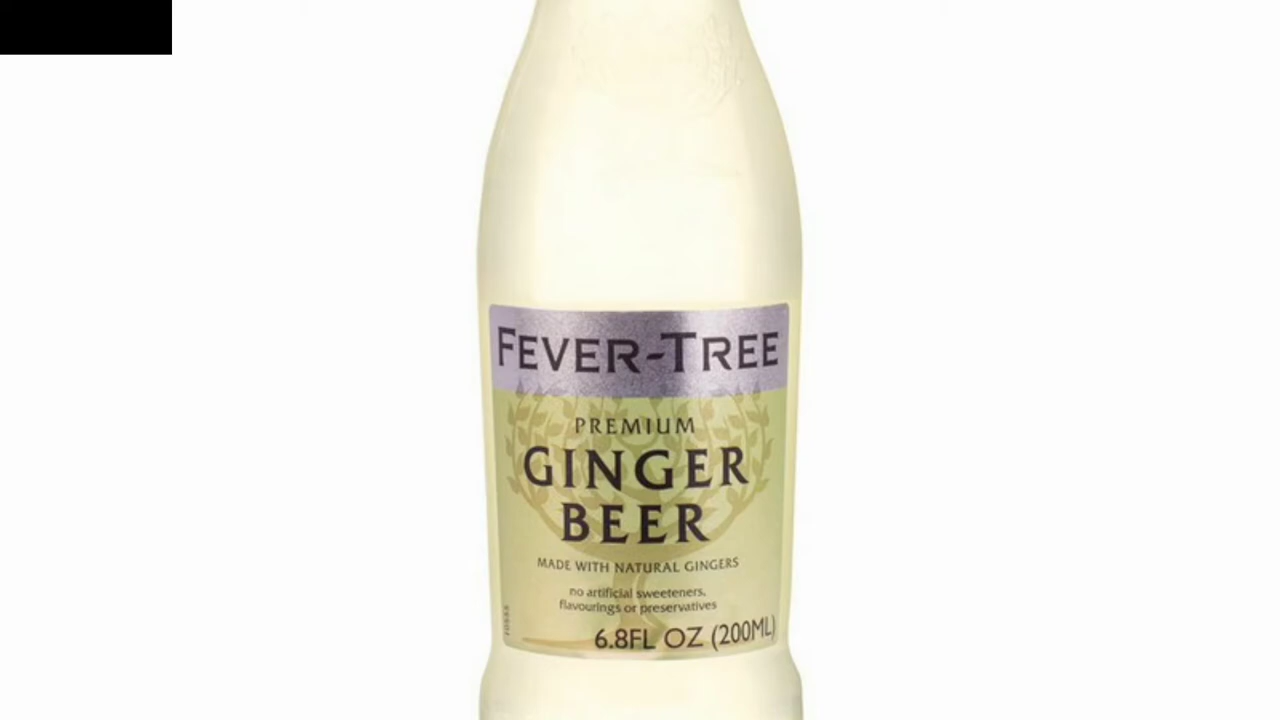 FEVER-TREE
PREMIUM
GINGER
BEER
MADE WITH NATURAL GINGERS
no artificial sweeteners,
flavourings or preservatives
6.8FL OZ (200ML)